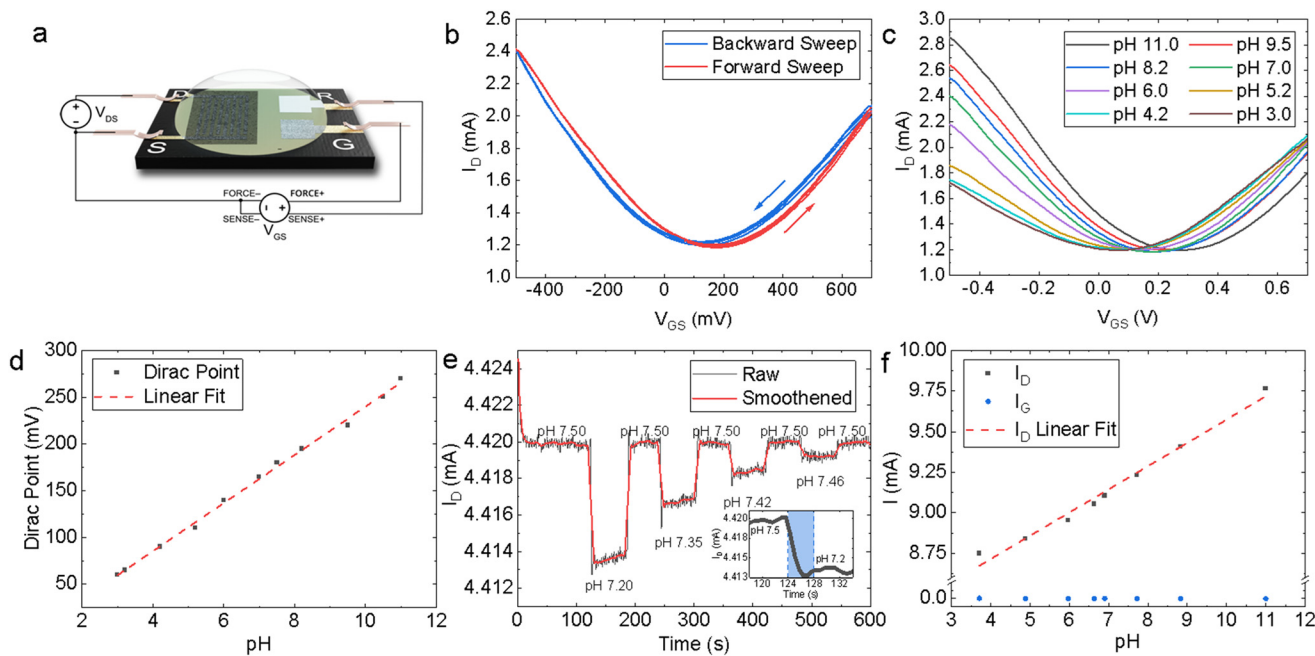 a
D
R
S
G
V_DS
FORCE–
FORCE+
SENSE–
SENSE+
V_GS
b
Backward Sweep
Forward Sweep
2.6
2.4
2.2
2.0
1.8
1.6
1.4
1.2
1.0
I_D (mA)
-400 -200 0 200 400 600
V_GS (mV)
c
pH 11.0 pH 9.5
pH 8.2 pH 7.0
pH 6.0 pH 5.2
pH 4.2 pH 3.0
3.0
2.8
2.6
2.4
2.2
2.0
1.8
1.6
1.4
1.2
1.0
I_D (mA)
-0.4 -0.2 0.0 0.2 0.4 0.6
V_GS (V)
d
Dirac Point
Linear Fit
300
250
200
150
100
50
Dirac Point (mV)
2 4 6 8 10 12
pH
e
Raw
Smoothened
4.424
4.422
4.420
4.418
4.416
4.414
4.412
I_D (mA)
pH 7.50 pH 7.50 pH 7.50 pH 7.50 pH 7.50
pH 7.46
pH 7.42
pH 7.35
pH 7.20
4.420
4.418
4.415
4.413
I_D (mA)
pH 7.5
pH 7.2
120 124 128 132
Time (s)
0 100 200 300 400 500 600
Time (s)
f
I_D
I_G
I_D Linear Fit
10.00
9.75
9.50
9.25
9.00
8.75
0.0
I (mA)
3 4 5 6 7 8 9 10 11 12
pH